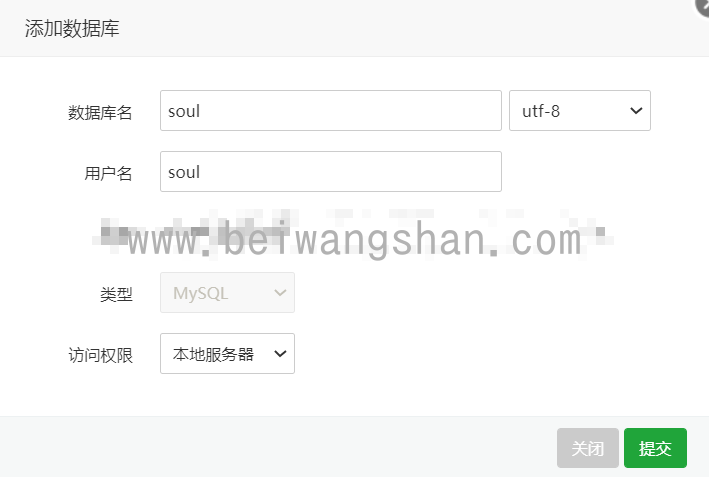 添加数据库
数据库名 soul utf-8
用户名 soul
www.beiwangshan.com
类型 MySQL
访问权限 本地服务器
关闭 提交